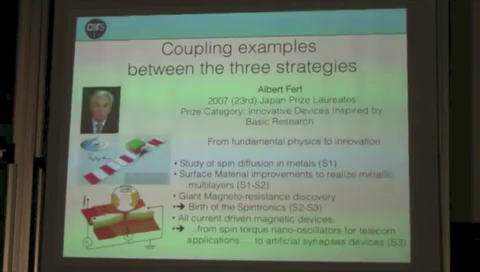 cnrs
Coupling examples
between the three strategies
Albert Fert
2007 (23rd) Japan Prize Laureates
Prize Category: Innovative Devices Inspired by
Basic Research
From fundamental physics to innovation
• Study of spin diffusion in metals (S1)
• Surface Material improvements to realize metallic
multilayers (S1-S2)
• Giant Magneto-resistance discovery
• ➔ Birth of the Spintronics (S2-S3)
• All current driven magnetic devices:
• ➔ ...from spin torque nano-oscillators for telecom
applications ... to artificial synapses devices (S3)